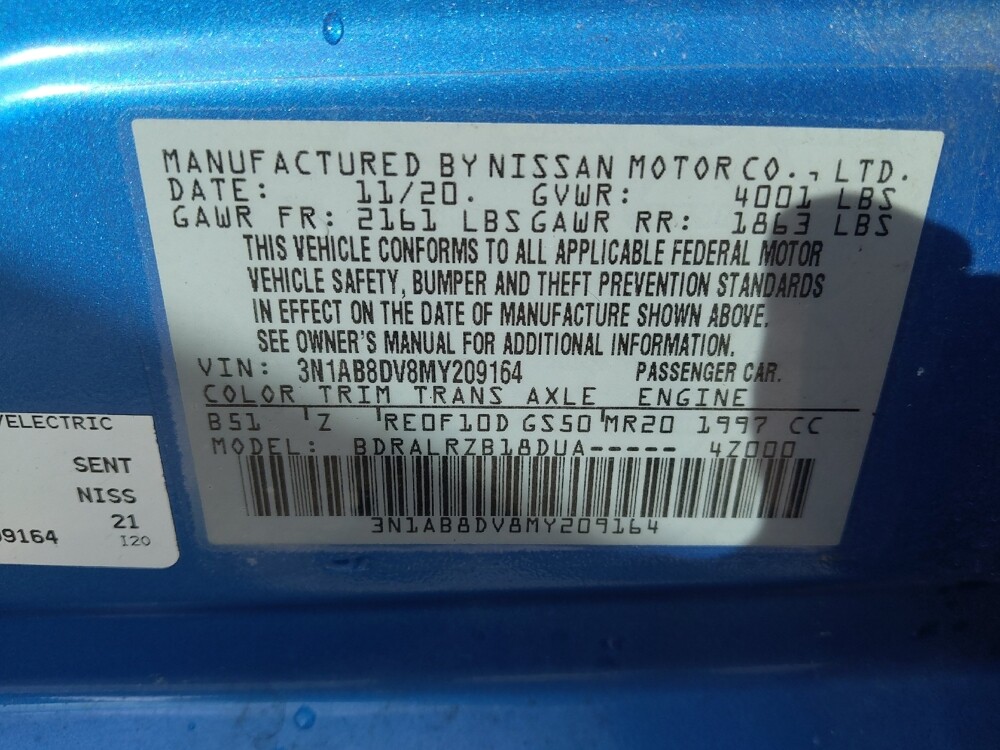 MANUFACTURED BY NISSAN MOTOR CO., LTD.
DATE: 11/20. GVWR: 4001 LBS
GAWR FR: 2161 LBS GAWR RR: 1863 LBS
THIS VEHICLE CONFORMS TO ALL APPLICABLE FEDERAL MOTOR
VEHICLE SAFETY, BUMPER AND THEFT PREVENTION STANDARDS
IN EFFECT ON THE DATE OF MANUFACTURE SHOWN ABOVE.
SEE OWNER'S MANUAL FOR ADDITIONAL INFORMATION.
VIN: 3N1AB8DV8MY209164 PASSENGER CAR.
COLOR TRIM TRANS AXLE ENGINE
B51 Z RE0F10D GS50 MR20 1997 CC
MODEL: BDRALRZB18DUA----- 4Z000
3N1AB8DV8MY209164
/ELECTRIC
SENT
NISS
21
09164 I20